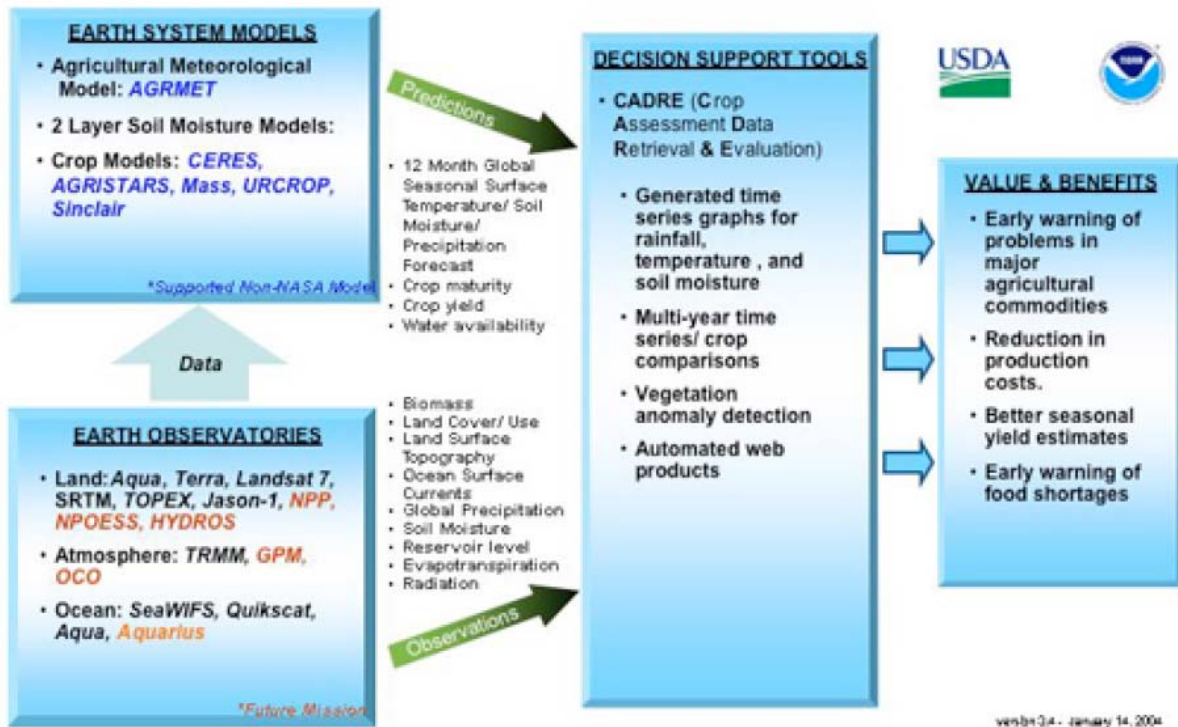 EARTH SYSTEM MODELS
• Agricultural Meteorological
Model: AGRMET
• 2 Layer Soil Moisture Models:
• Crop Models: CERES,
AGRISTARS, Mass, URCROP,
Sinclair
*Supported Non-NASA Model
Data
EARTH OBSERVATORIES
• Land:Aqua, Terra, Landsat 7,
SRTM, TOPEX, Jason-1, NPP,
NPOESS, HYDROS
• Atmosphere: TRMM, GPM,
OCO
• Ocean: SeaWIFS, Quikscat,
Aqua, Aquarius
*Future Mission
Predictions
• 12 Month Global
Seasonal Surface
Temperature/ Soil
Moisture/
Precipitation
Forecast
• Crop maturity
• Crop yield
• Water availability
• Biomass
• Land Cover/ Use
• Land Surface
Topography
• Ocean Surface
Currents
• Global Precipitation
• Soil Moisture
• Reservoir level
• Evapotranspiration
• Radiation
Observations
DECISION SUPPORT TOOLS
• CADRE (Crop
Assessment Data
Retrieval & Evaluation)
• Generated time
series graphs for
rainfall,
temperature , and
soil moisture
• Multi-year time
series/ crop
comparisons
• Vegetation
anomaly detection
• Automated web
products
USDA
VALUE & BENEFITS
• Early warning of
problems in
major
agricultural
commodities
• Reduction in
production
costs.
• Better seasonal
yield estimates
• Early warning of
food shortages
version 3.4 - January 14, 2004